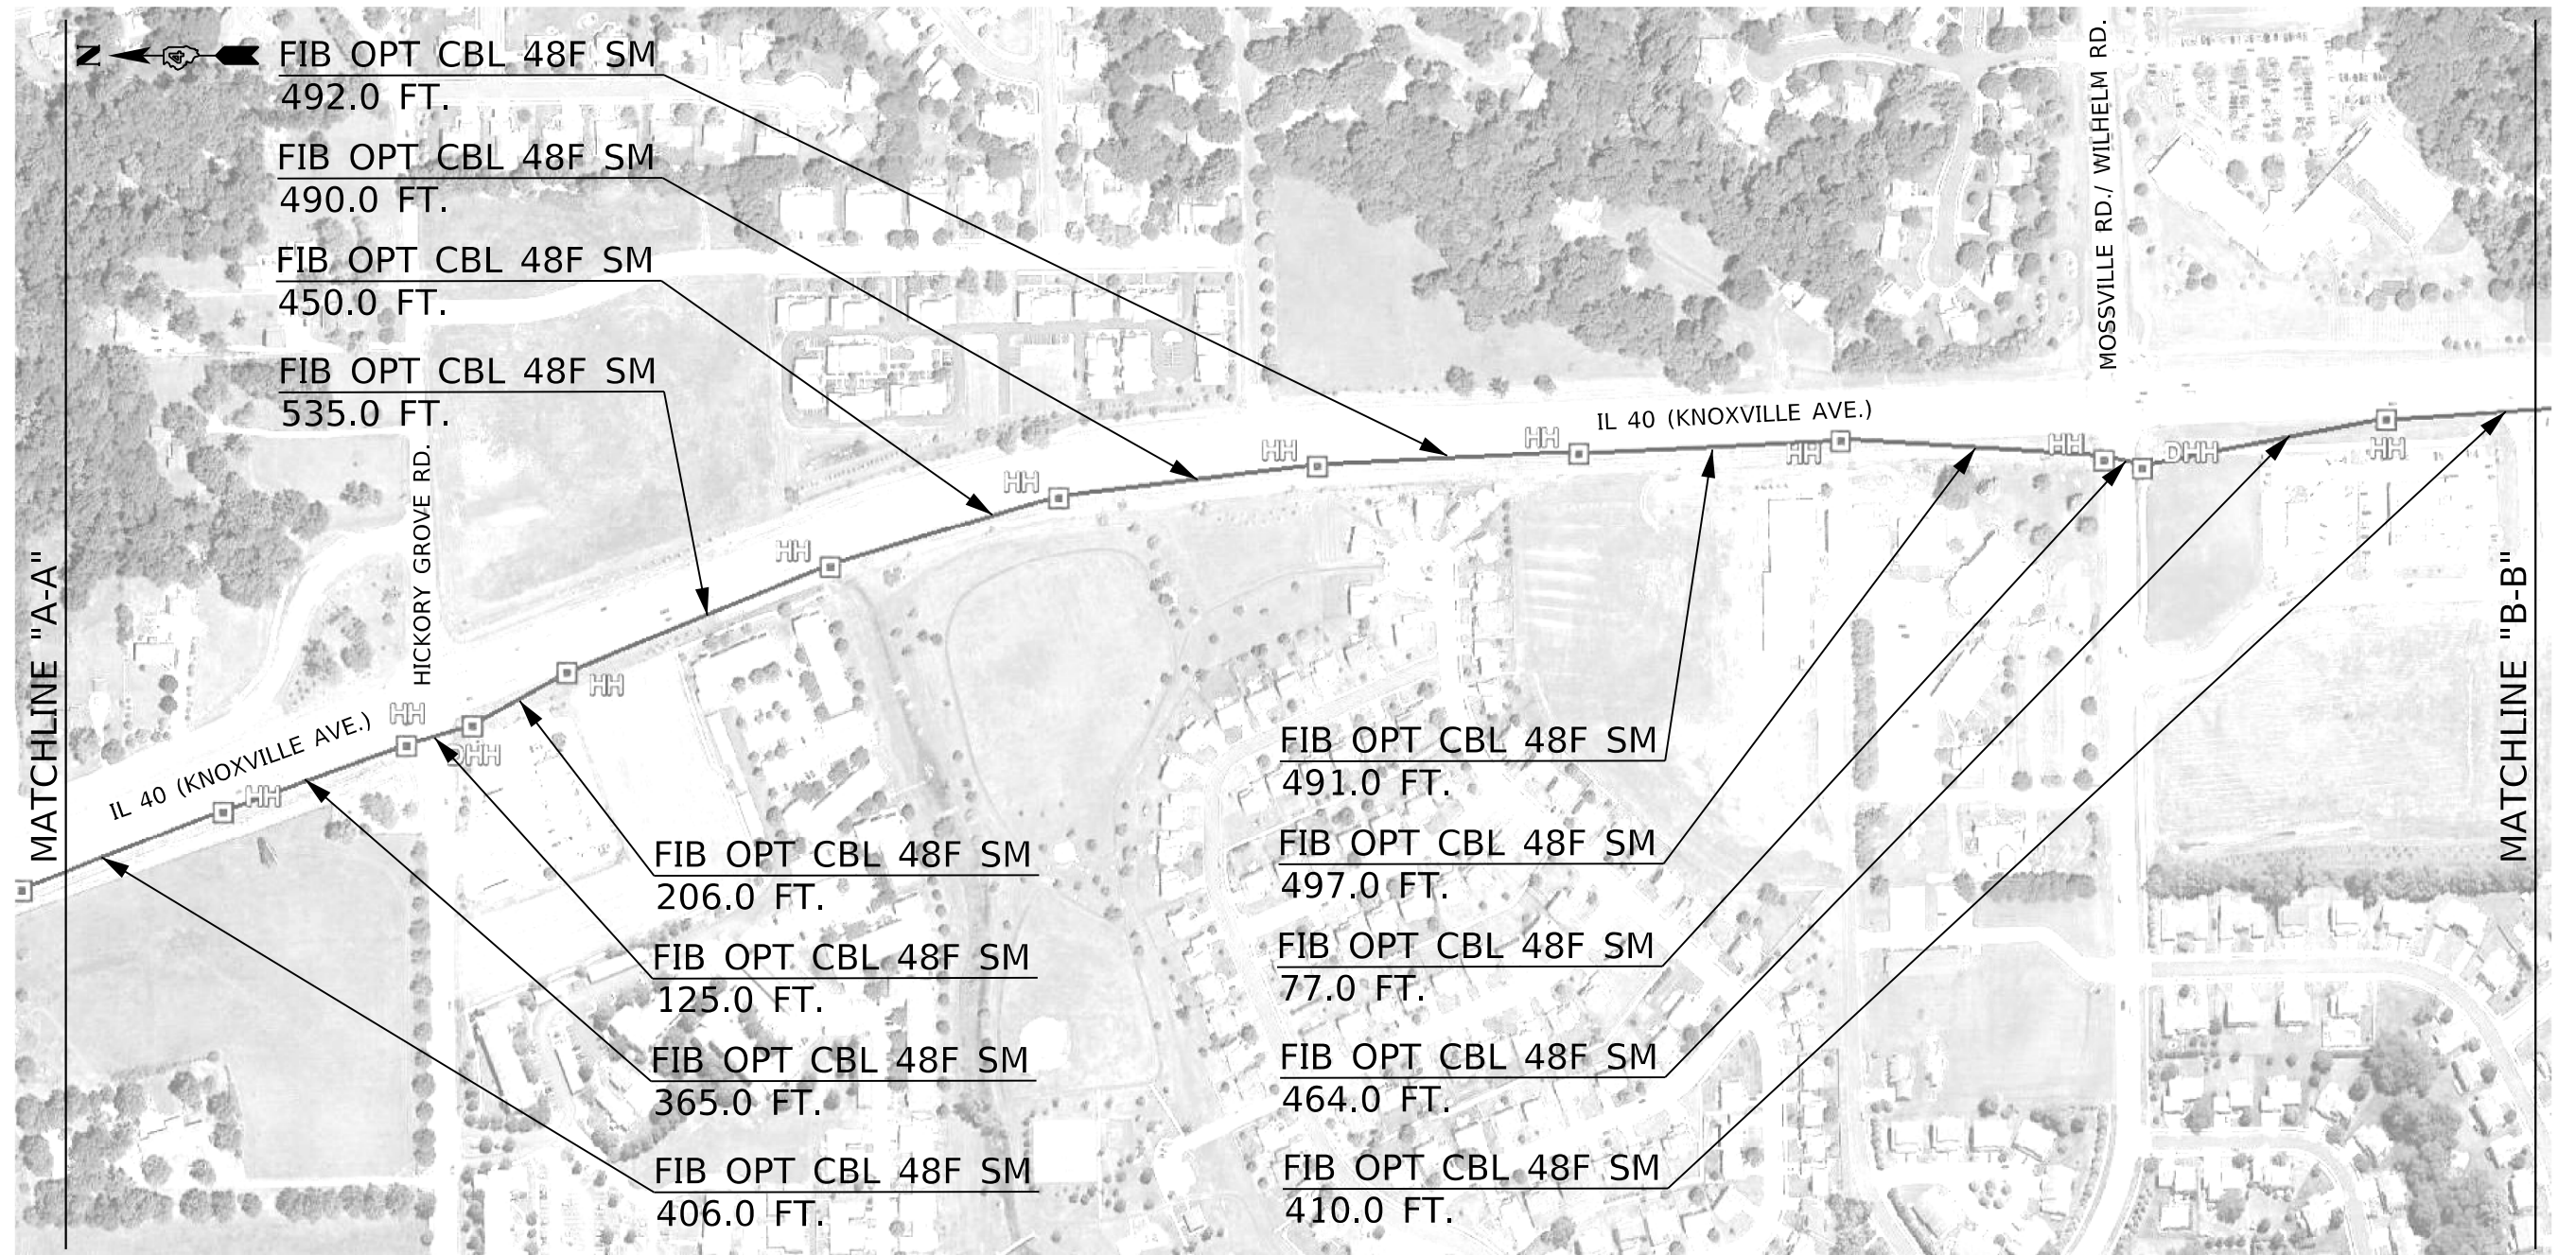 N
FIB OPT CBL 48F SM
492.0 FT.
FIB OPT CBL 48F SM
490.0 FT.
FIB OPT CBL 48F SM
450.0 FT.
FIB OPT CBL 48F SM
535.0 FT.
MOSSVILLE RD./ WILHELM RD.
IL 40 (KNOXVILLE AVE.)
HH
HH
HH
HH
HH
DHH
HH
HH
HH
HH
DHH
HH
HICKORY GROVE RD.
IL 40 (KNOXVILLE AVE.)
MATCHLINE "A-A"
MATCHLINE "B-B"
FIB OPT CBL 48F SM
206.0 FT.
FIB OPT CBL 48F SM
125.0 FT.
FIB OPT CBL 48F SM
365.0 FT.
FIB OPT CBL 48F SM
406.0 FT.
FIB OPT CBL 48F SM
491.0 FT.
FIB OPT CBL 48F SM
497.0 FT.
FIB OPT CBL 48F SM
77.0 FT.
FIB OPT CBL 48F SM
464.0 FT.
FIB OPT CBL 48F SM
410.0 FT.